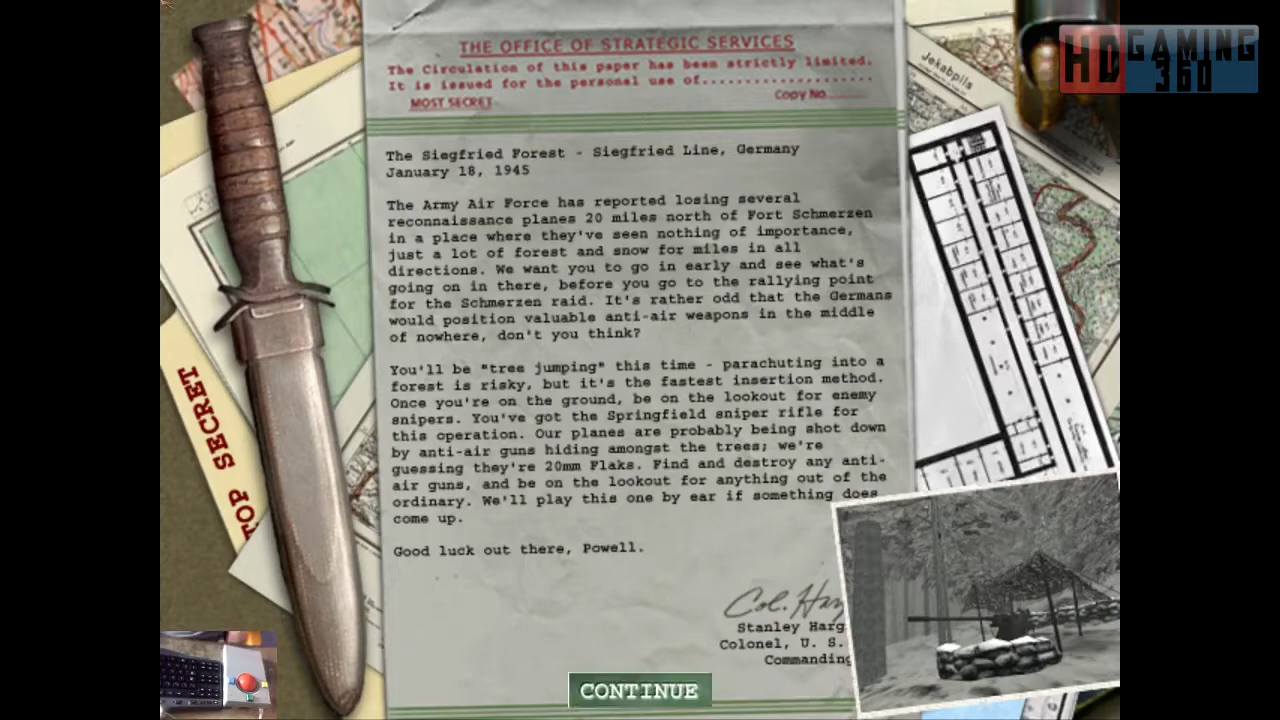 THE OFFICE OF STRATEGIC SERVICES
The Circulation of this paper has been strictly limited.
It is issued for the personal use of....................
MOST SECRET
Copy No.........
The Siegfried Forest - Siegfried Line, Germany
January 18, 1945
The Army Air Force has reported losing several
reconnaissance planes 20 miles north of Fort Schmerzen
in a place where they've seen nothing of importance,
just a lot of forest and snow for miles in all
directions. We want you to go in early and see what's
going on in there, before you go to the rallying point
for the Schmerzen raid. It's rather odd that the Germans
would position valuable anti-air weapons in the middle
of nowhere, don't you think?
You'll be "tree jumping" this time - parachuting into a
forest is risky, but it's the fastest insertion method.
Once you're on the ground, be on the lookout for enemy
snipers. You've got the Springfield sniper rifle for
this operation. Our planes are probably being shot down
by anti-air guns hiding amongst the trees; we're
guessing they're 20mm Flaks. Find and destroy any anti-
air guns, and be on the lookout for anything out of the
ordinary. We'll play this one by ear if something does
come up.
Good luck out there, Powell.
Col. Har
Stanley Harg
Colonel, U. S.
Commanding
CONTINUE
TOP SECRET
Jekabpils
HD GAMING
360